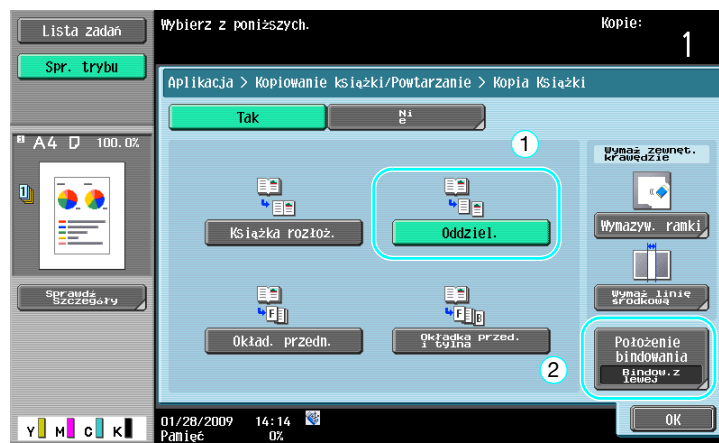 Lista zadań
Spr. trybu
Wybierz z poniższych.
Kopie:
1
Aplikacja > Kopiowanie książki/Powtarzanie > Kopia Książki
Tak
Ni
e
1
A4 100.0%
1
Sprawdź
Szczegóły
Książka rozłoż.
Oddziel.
F
Okład. przedn.
F B
Okładka przed.
i tylna
2
Wymaż zewnęt.
krawędzie
Wymazyw. ramki
Wymaż linię
środkową
Położenie
bindowania
Bindow.z
lewej
Y M C K
01/28/2009 14:14
Pamięć 0%
OK